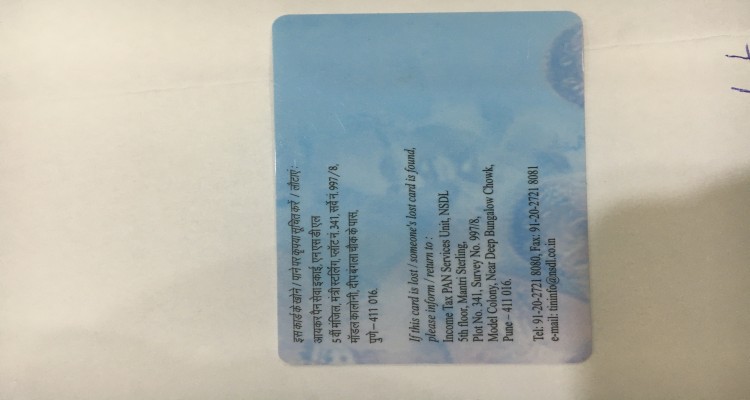 इस कार्ड के खोने / पाने पर कृपया सूचित करें / लौटाएं :
आयकर पैन सेवा इकाई, एन एस डी एल
5 वीं मंजिल, मंत्री स्टर्लिंग, प्लॉट नं. 341, सर्वे नं. 997/8,
मॉडल कालोनी, दीप बंगला चौक के पास,
पुणे – 411 016.
If this card is lost / someone's lost card is found,
please inform / return to :
Income Tax PAN Services Unit, NSDL
5th floor, Mantri Sterling,
Plot No. 341, Survey No. 997/8,
Model Colony, Near Deep Bungalow Chowk,
Pune – 411 016.
Tel: 91-20-2721 8080, Fax: 91-20-2721 8081
e-mail: tininfo@nsdl.co.in